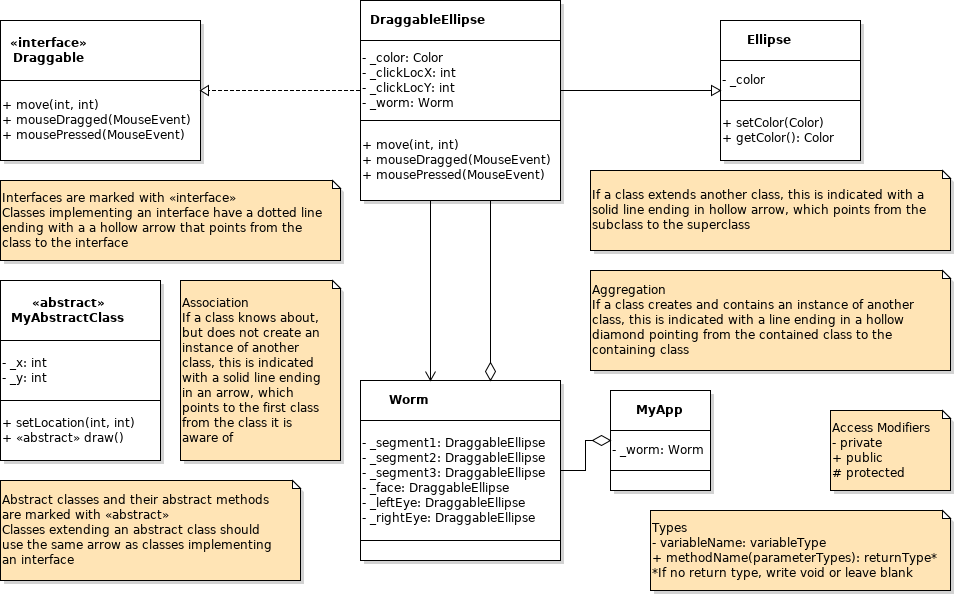 «interface»
Draggable
+ move(int, int)
+ mouseDragged(MouseEvent)
+ mousePressed(MouseEvent)
DraggableEllipse
- _color: Color
- _clickLocX: int
- _clickLocY: int
- _worm: Worm
+ move(int, int)
+ mouseDragged(MouseEvent)
+ mousePressed(MouseEvent)
Ellipse
- _color
+ setColor(Color)
+ getColor(): Color
Interfaces are marked with «interface»
Classes implementing an interface have a dotted line
ending with a a hollow arrow that points from the
class to the interface
If a class extends another class, this is indicated with a
solid line ending in hollow arrow, which points from the
subclass to the superclass
«abstract»
MyAbstractClass
- _x: int
- _y: int
+ setLocation(int, int)
+ «abstract» draw()
Association
If a class knows about,
but does not create an
instance of another
class, this is indicated
with a solid line ending
in an arrow, which
points to the first class
from the class it is
aware of
Aggregation
If a class creates and contains an instance of another
class, this is indicated with a line ending in a hollow
diamond pointing from the contained class to the
containing class
Worm
- _segment1: DraggableEllipse
- _segment2: DraggableEllipse
- _segment3: DraggableEllipse
- _face: DraggableEllipse
- _leftEye: DraggableEllipse
- _rightEye: DraggableEllipse
MyApp
- _worm: Worm
Access Modifiers
- private
+ public
# protected
Abstract classes and their abstract methods
are marked with «abstract»
Classes extending an abstract class should
use the same arrow as classes implementing
an interface
Types
- variableName: variableType
+ methodName(parameterTypes): returnType*
*If no return type, write void or leave blank